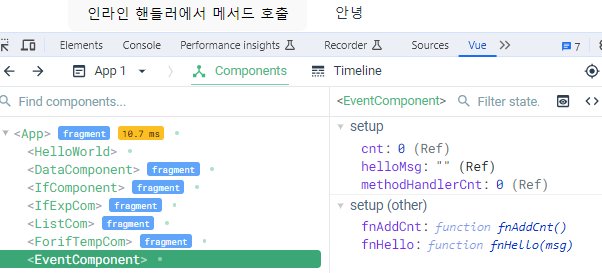 인라인 핸들러에서 메서드 호출 안녕
Elements Console Performance insights Recorder Sources Vue 7
App 1 Components Timeline
Find components... <EventComponent> Filter state.
<App> fragment 10.7 ms setup
<HelloWorld> cnt: 0 (Ref)
<DataComponent> fragment helloMsg: "" (Ref)
<IfComponent> fragment methodHandlerCnt: 0 (Ref)
<IfExpCom> fragment setup (other)
<ListCom> fragment fnAddCnt: function fnAddCnt()
<ForifTempCom> fragment fnHello: function fnHello(msg)
<EventComponent>